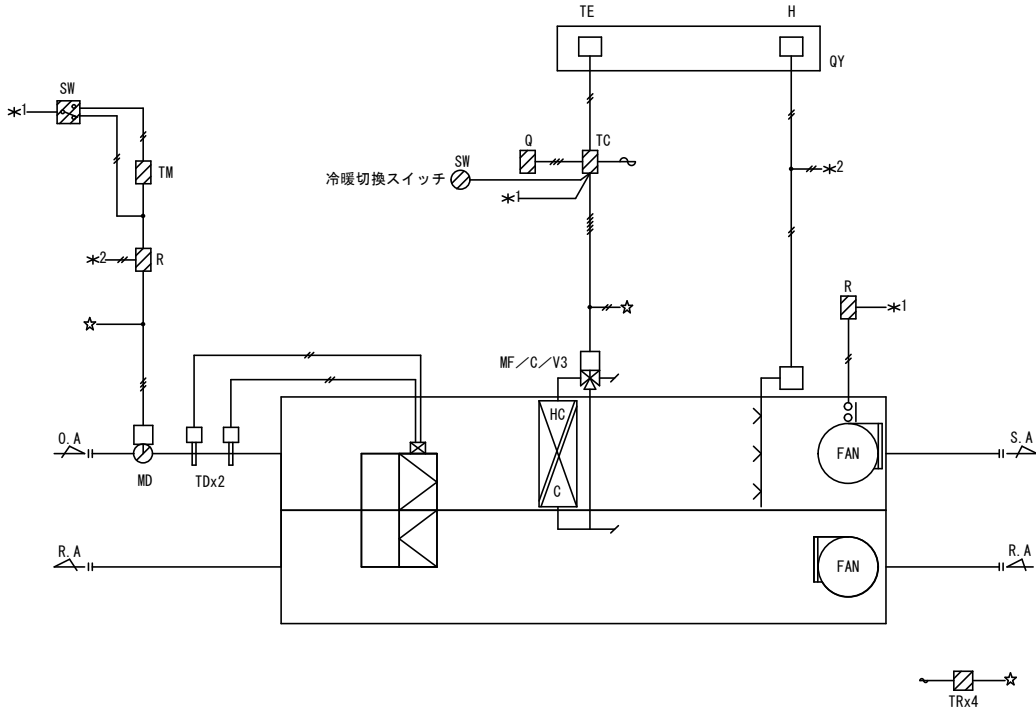 TE
H
QY
SW
*1
TM
Q
TC
SW
冷暖切換スイッチ
*1
*2
*2
R
R
*1
MF／C／V3
HC
C
O.A
MD
TDx2
FAN
S.A
R.A
FAN
R.A
TRx4